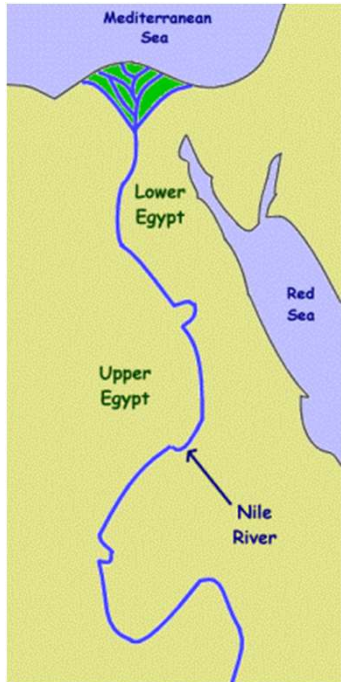 Mediterranean
Sea
Lower
Egypt
Red
Sea
Upper
Egypt
Nile
River